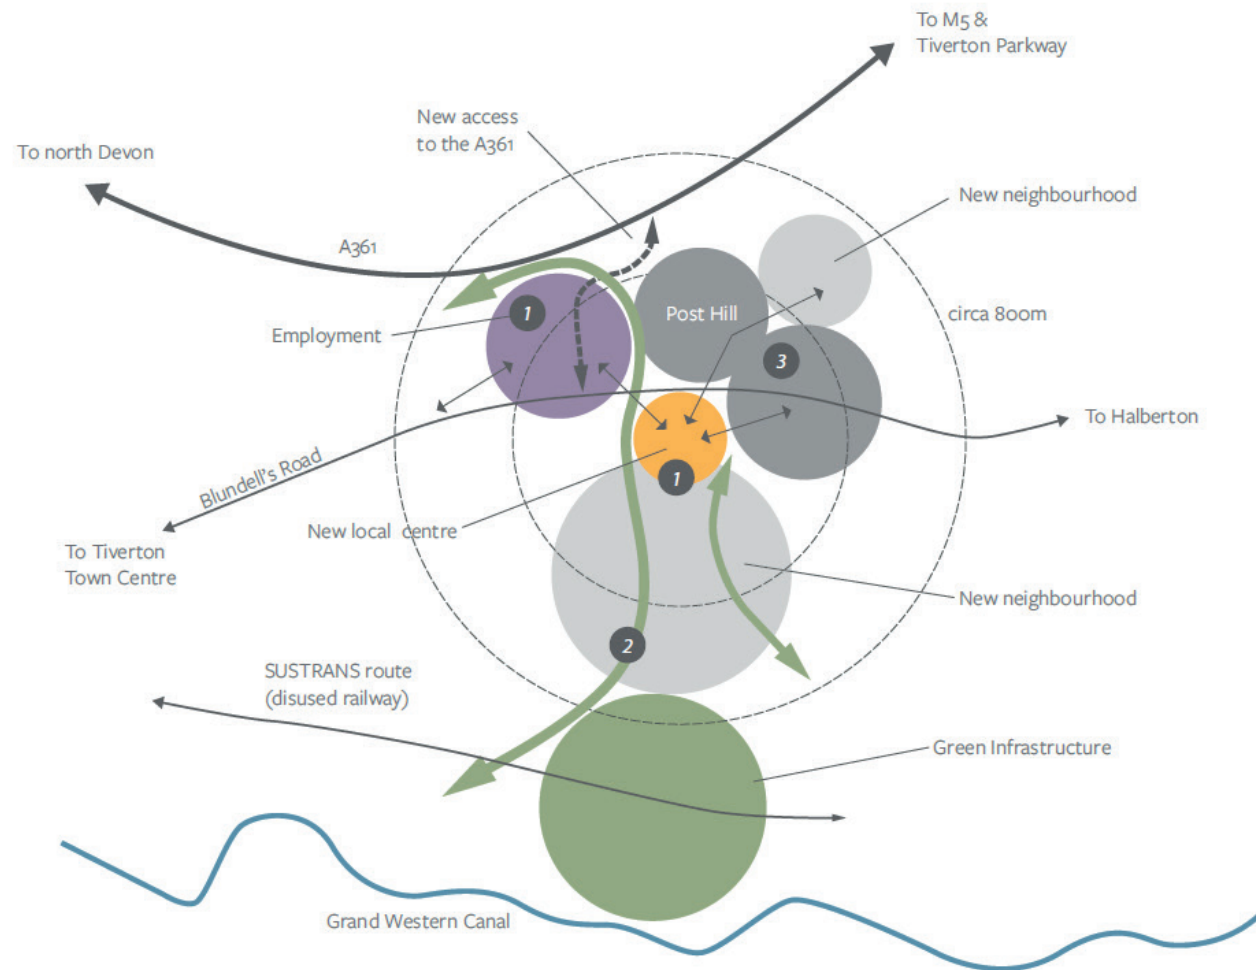 To M5 &
Tiverton Parkway
New access
to the A361
To north Devon
New neighbourhood
A361
1
Post Hill
circa 800m
Employment
3
To Halberton
Blundell's Road
1
New local centre
To Tiverton
Town Centre
New neighbourhood
2
SUSTRANS route
(disused railway)
Green Infrastructure
Grand Western Canal